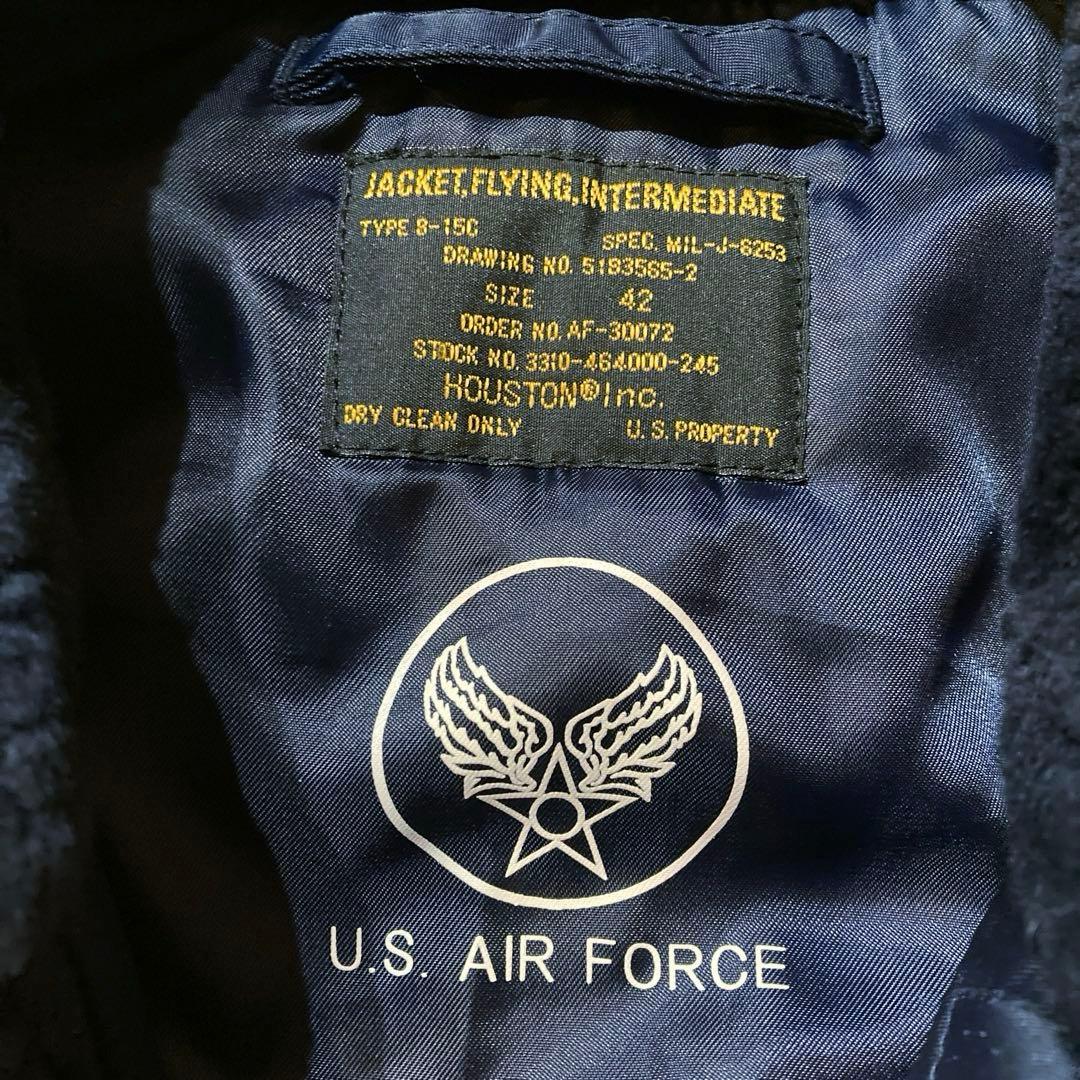 JACKET, FLYING, INTERMEDIATE
TYPE B-15C SPEC. MIL-J-6253
DRAWING NO. 5193565-2
SIZE 42
ORDER NO. AF-30072
STOCK NO. 3310-464000-245
HOUSTON® Inc.
DRY CLEAN ONLY U.S. PROPERTY
U.S. AIR FORCE